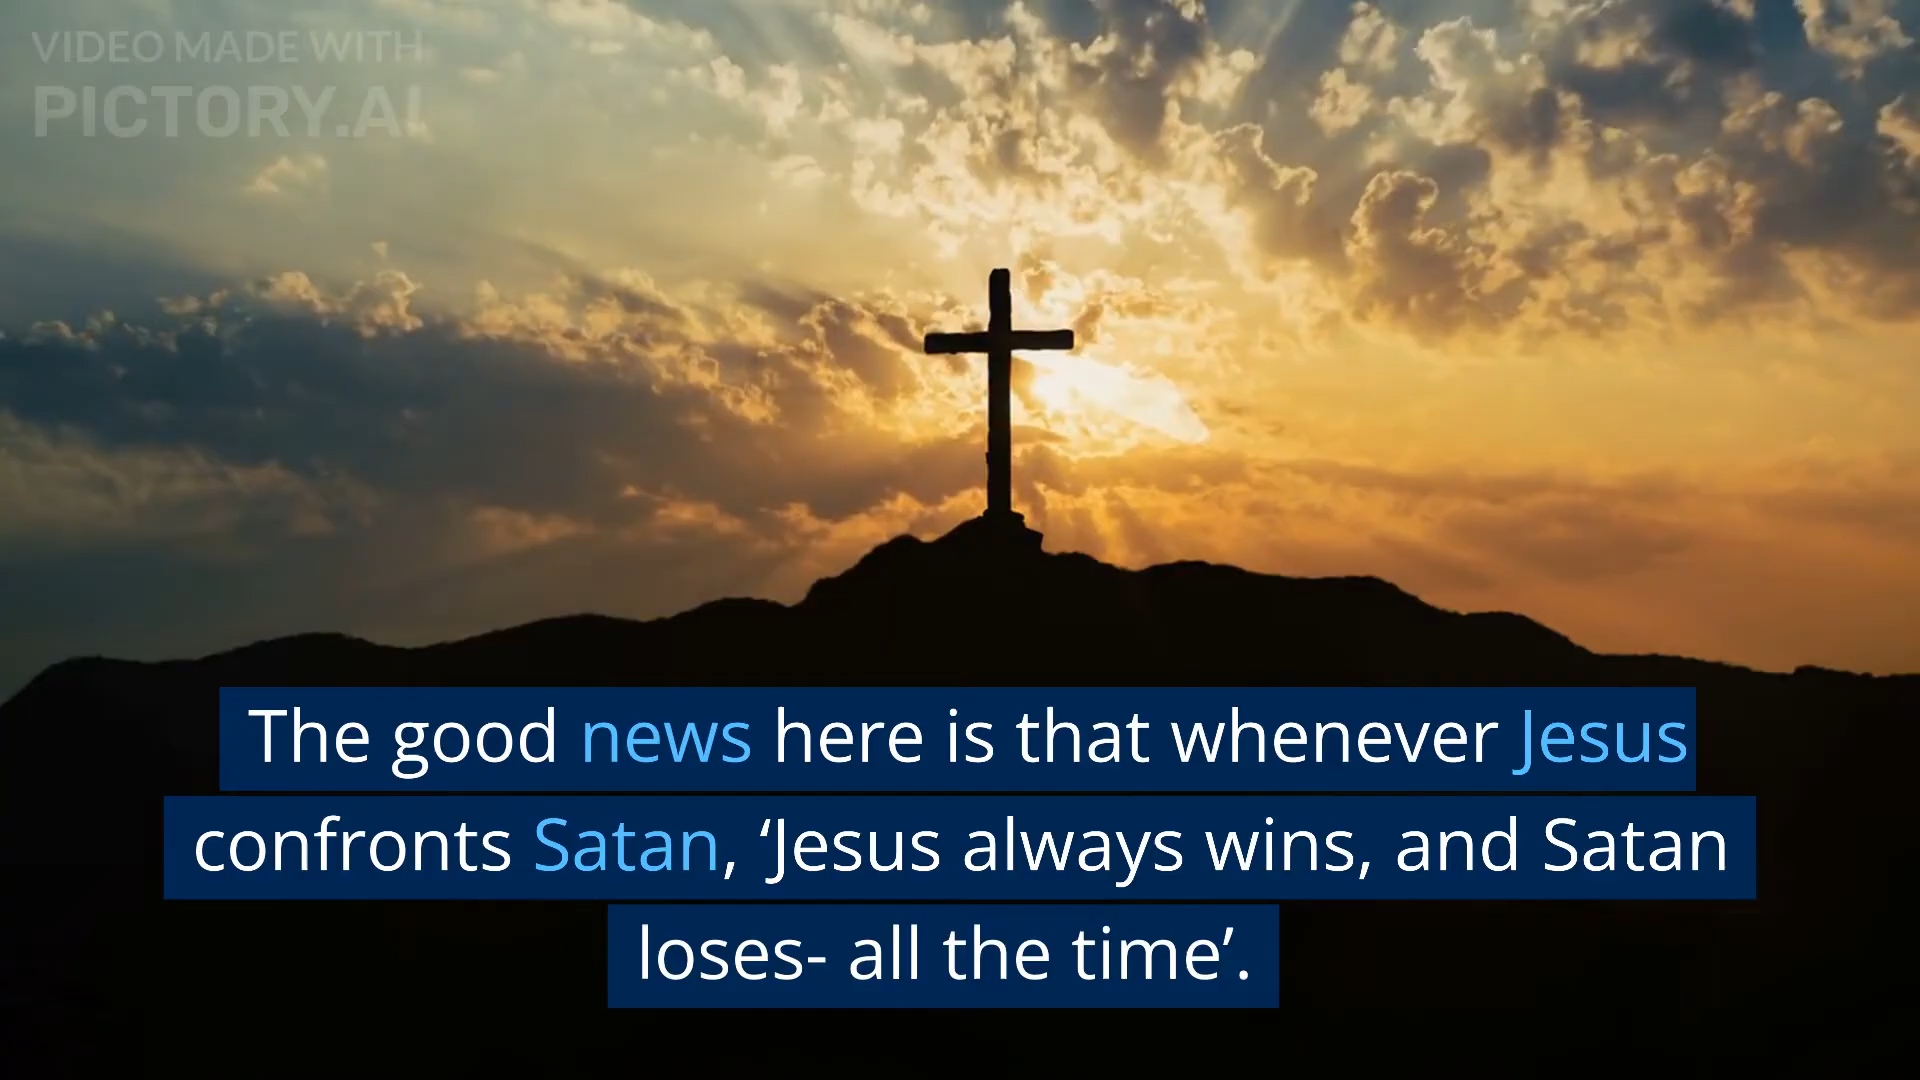 VIDEO MADE WITH
PICTORY.AI
The good news here is that whenever Jesus
confronts Satan, ‘Jesus always wins, and Satan
loses- all the time’.